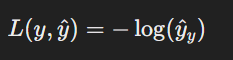 L(y, ŷ) = − log(ŷ_y)